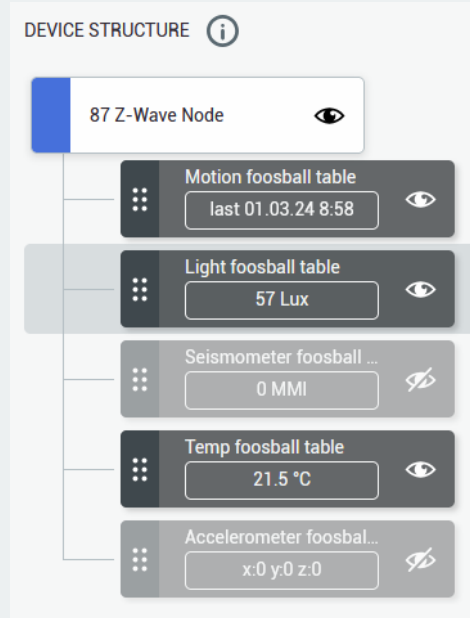 DEVICE STRUCTURE
87 Z-Wave Node
Motion foosball table
last 01.03.24 8:58
Light foosball table
57 Lux
Seismometer foosball ...
0 MMI
Temp foosball table
21.5 °C
Accelerometer foosbal...
x:0 y:0 z:0